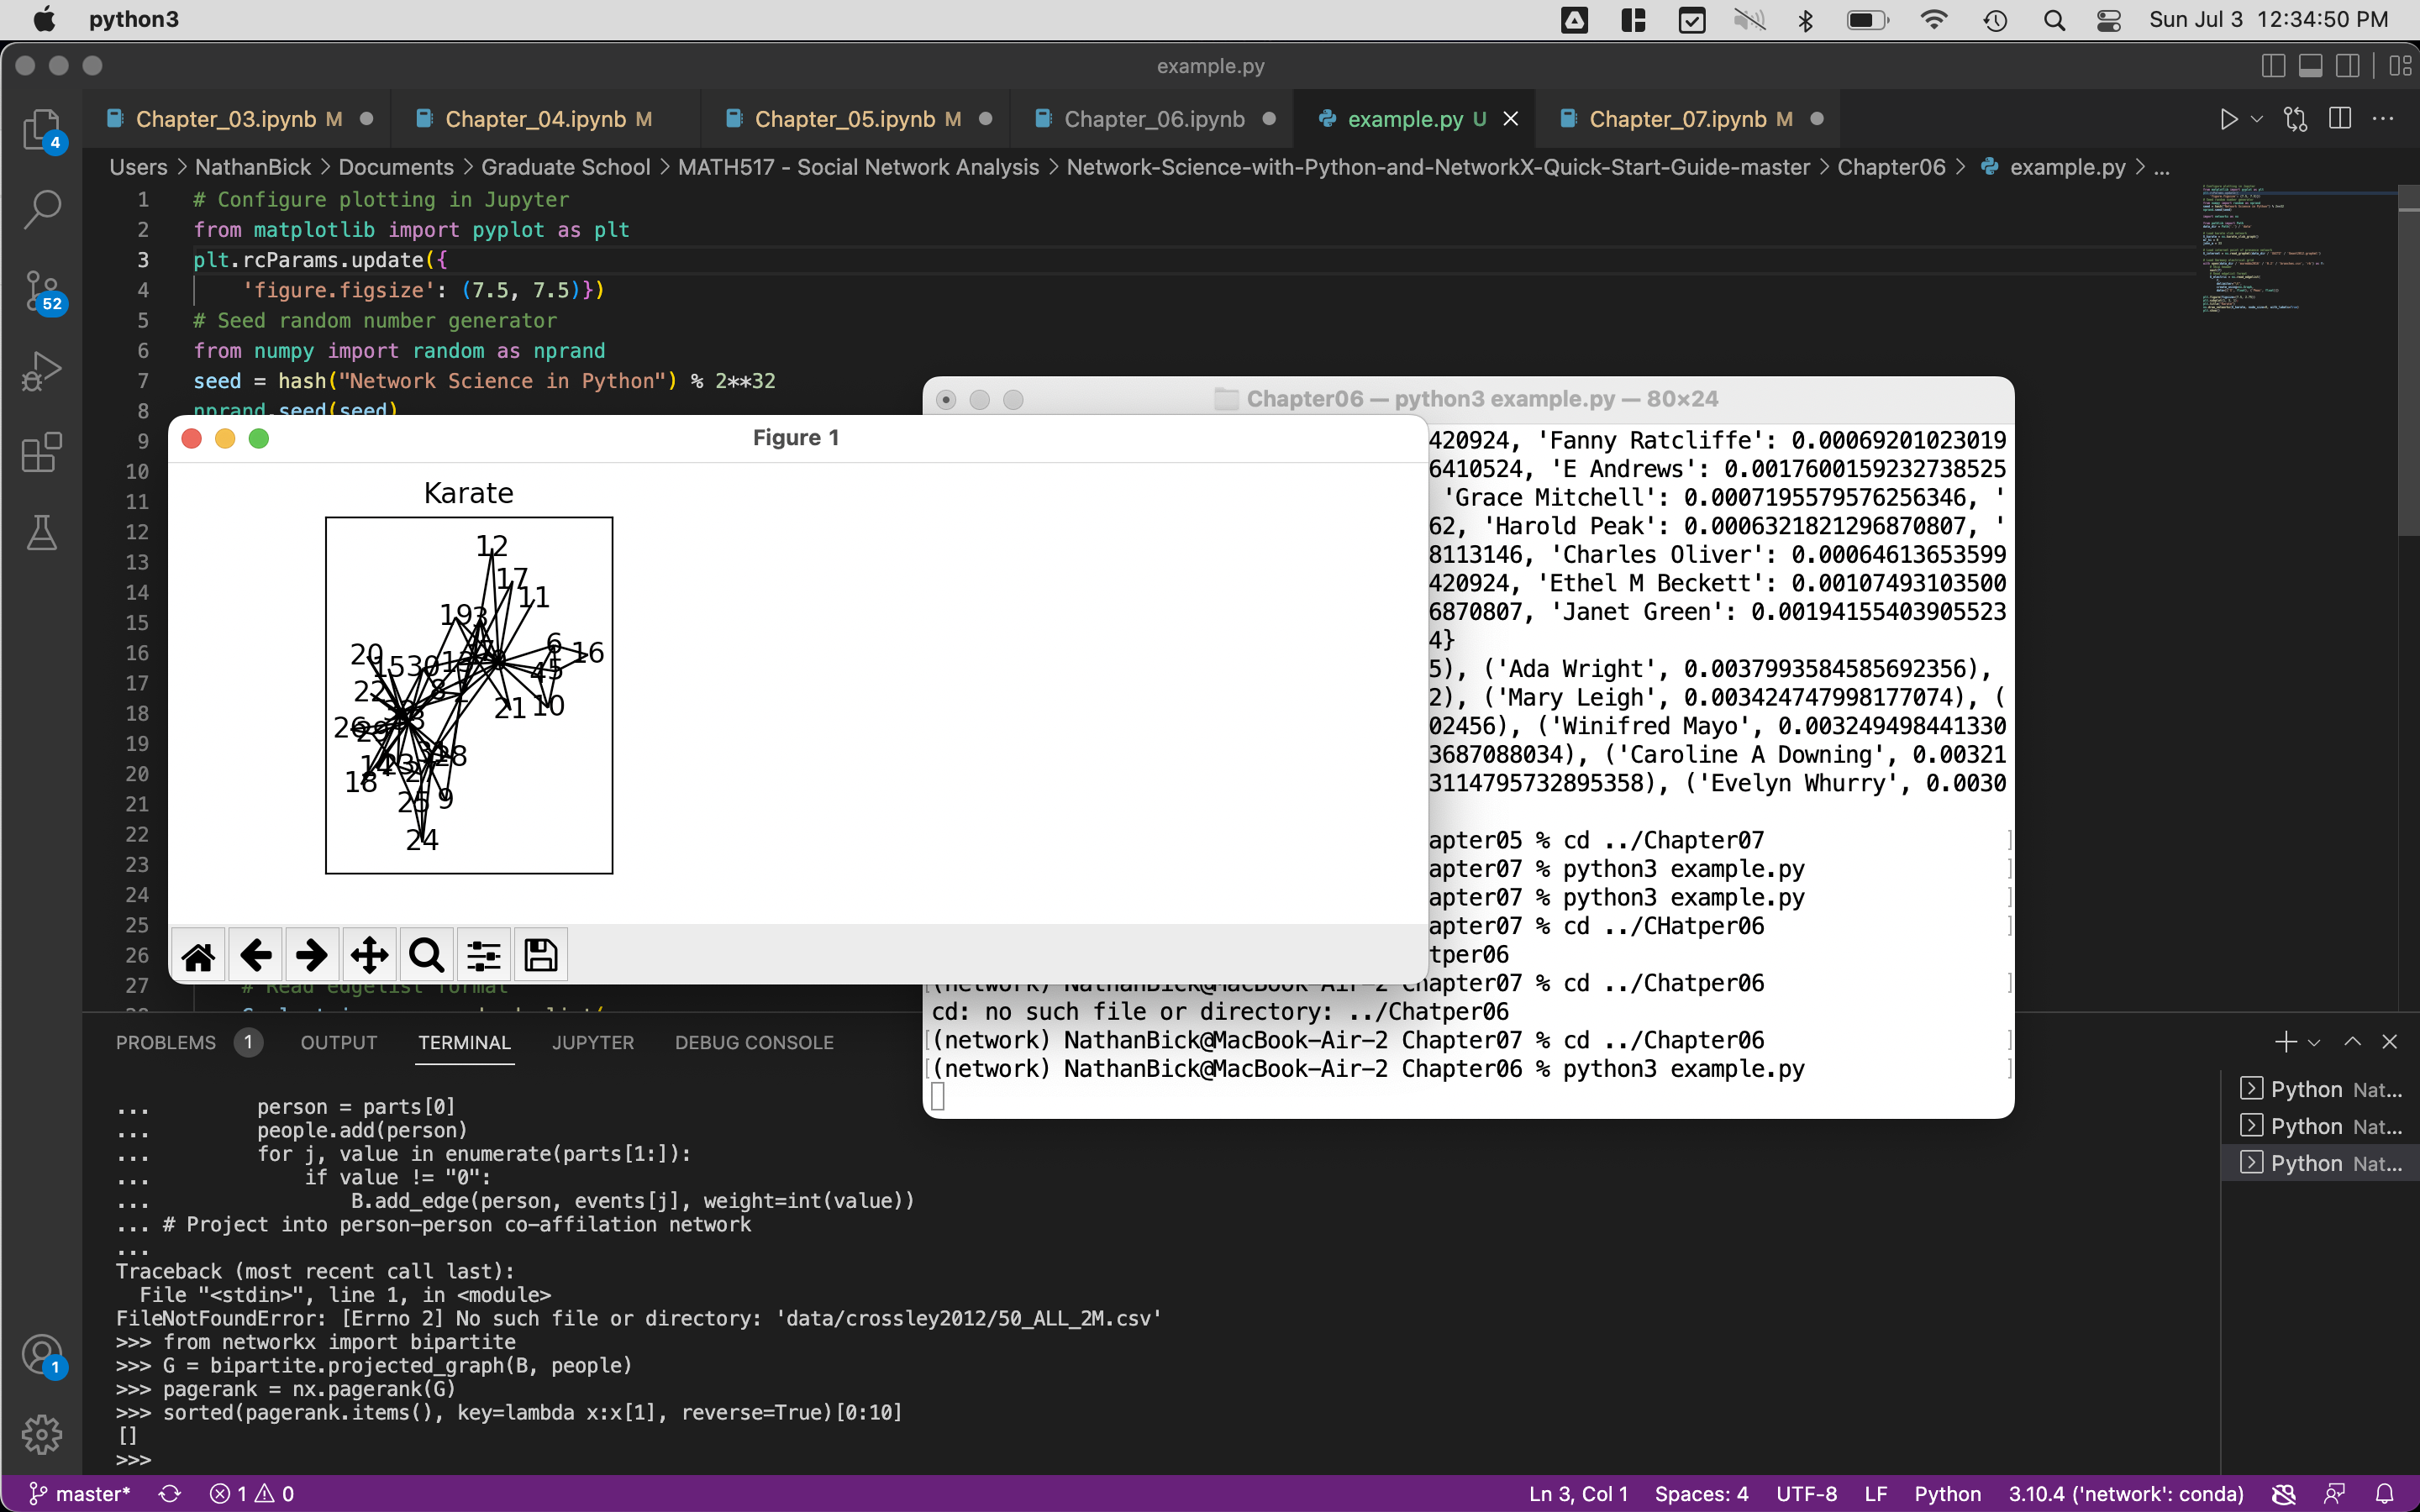 python3
Sun Jul 3 12:34:50 PM
example.py
Chapter_03.ipynb M
Chapter_04.ipynb M
Chapter_05.ipynb M
Chapter_06.ipynb
example.py U
Chapter_07.ipynb M
Users > NathanBick > Documents > Graduate School > MATH517 - Social Network Analysis > Network-Science-with-Python-and-NetworkX-Quick-Start-Guide-master > Chapter06 > example.py > ...
4
52
1
1 # Configure plotting in Jupyter
2 from matplotlib import pyplot as plt
3 plt.rcParams.update({
4 'figure.figsize': (7.5, 7.5)})
5 # Seed random number generator
6 from numpy import random as nprand
7 seed = hash("Network Science in Python") % 2**32
8 nprand.seed(seed)
9
10
11
12
13
14
15
16
17
18
19
20
21
22
23
24
25
26
27 # Read edgelist format
Figure 1
Karate
12
17
11
19
3
6
16
20
15
30
13
45
22
8
21
10
26
29
28
14
23
18
25
9
24
Chapter06 — python3 example.py — 80×24
420924, 'Fanny Ratcliffe': 0.00069201023019
6410524, 'E Andrews': 0.0017600159232738525
'Grace Mitchell': 0.0007195579576256346, '
62, 'Harold Peak': 0.0006321821296870807, '
8113146, 'Charles Oliver': 0.00064613653599
420924, 'Ethel M Beckett': 0.00107493103500
6870807, 'Janet Green': 0.00194155403905523
4}
5), ('Ada Wright', 0.0037993584585692356),
2), ('Mary Leigh', 0.003424747998177074), (
02456), ('Winifred Mayo', 0.003249498441330
3687088034), ('Caroline A Downing', 0.00321
3114795732895358), ('Evelyn Whurry', 0.0030
apter05 % cd ../Chapter07
apter07 % python3 example.py
apter07 % python3 example.py
apter07 % cd ../CHatper06
tper06
(network) NathanBick@MacBook-Air-2 Chapter07 % cd ../Chatper06
cd: no such file or directory: ../Chatper06
(network) NathanBick@MacBook-Air-2 Chapter07 % cd ../Chapter06
(network) NathanBick@MacBook-Air-2 Chapter06 % python3 example.py
PROBLEMS 1 OUTPUT TERMINAL JUPYTER DEBUG CONSOLE
... person = parts[0]
... people.add(person)
... for j, value in enumerate(parts[1:]):
... if value != "0":
... B.add_edge(person, events[j], weight=int(value))
... # Project into person-person co-affilation network
...
Traceback (most recent call last):
File "<stdin>", line 1, in <module>
FileNotFoundError: [Errno 2] No such file or directory: 'data/crossley2012/50_ALL_2M.csv'
>>> from networkx import bipartite
>>> G = bipartite.projected_graph(B, people)
>>> pagerank = nx.pagerank(G)
>>> sorted(pagerank.items(), key=lambda x:x[1], reverse=True)[0:10]
[]
>>>
Python Nat...
Python Nat...
Python Nat...
master* 1 0 Ln 3, Col 1 Spaces: 4 UTF-8 LF Python 3.10.4 ('network': conda)